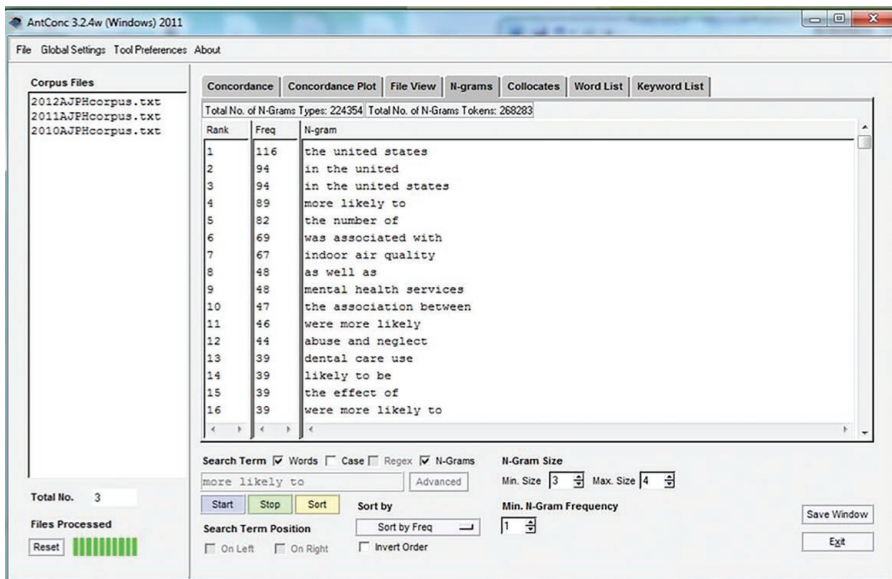 AntConc 3.2.4w (Windows) 2011
File Global Settings Tool Preferences About
Corpus Files
2012AJPHcorpus.txt
2011AJPHcorpus.txt
2010AJPHcorpus.txt
Total No. 3
Files Processed
Reset
Concordance Concordance Plot File View N-grams Collocates Word List Keyword List
Total No. of N-Grams Types: 224354 Total No. of N-Grams Tokens: 268283
Rank Freq N-gram
1 116 the united states
2 94 in the united
3 94 in the united states
4 89 more likely to
5 82 the number of
6 69 was associated with
7 67 indoor air quality
8 48 as well as
9 48 mental health services
10 47 the association between
11 46 were more likely
12 44 abuse and neglect
13 39 dental care use
14 39 likely to be
15 39 the effect of
16 39 were more likely to
Search Term Words Case Regex N-Grams
more likely to Advanced
Start Stop Sort
Search Term Position
On Left On Right
Sort by
Sort by Freq
Invert Order
N-Gram Size
Min. Size 3 Max. Size 4
Min. N-Gram Frequency
1
Save Window
Exit